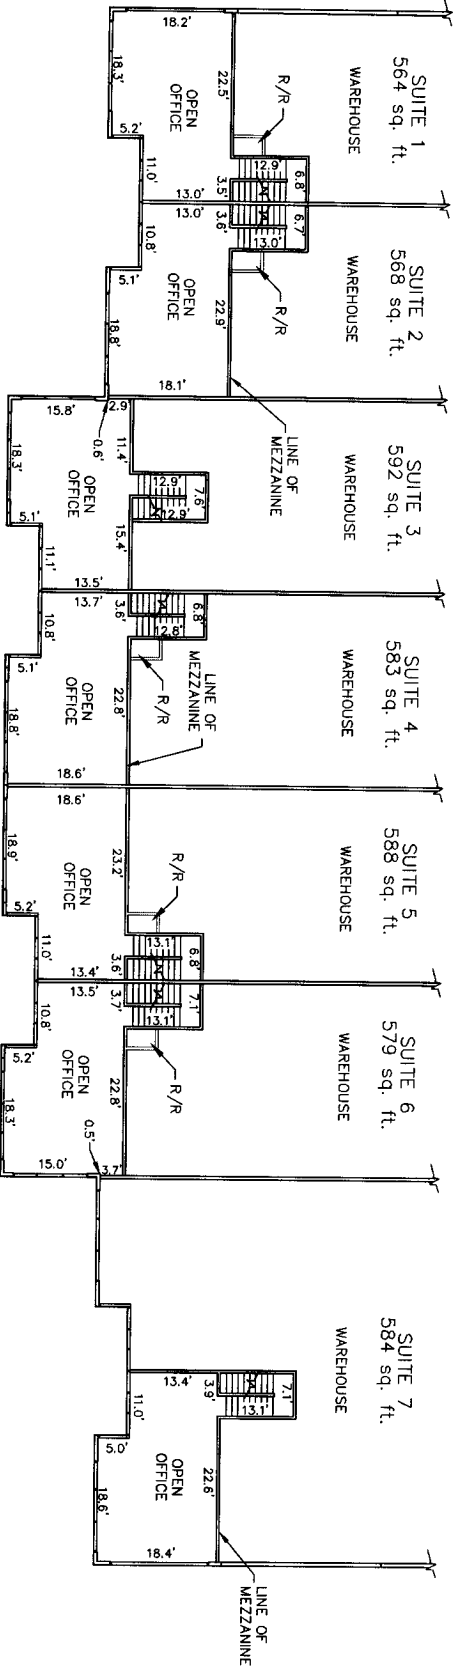 SUITE 1
564 sq. ft.
WAREHOUSE
R/R
OPEN
OFFICE
18.2'
18.3'
22.5'
5.2'
11.0'
12.9'
6.8'
3.5'
13.0'
SUITE 2
568 sq. ft.
WAREHOUSE
R/R
OPEN
OFFICE
13.0'
3.6'
6.7'
13.0'
10.8'
5.1'
18.8'
22.9'
18.1'
LINE OF
MEZZANINE
SUITE 3
592 sq. ft.
WAREHOUSE
OPEN
OFFICE
2.9'
0.6'
15.8'
18.3'
11.4'
12.9'
7.6'
12.9'
15.4'
5.1'
11.1'
13.5'
SUITE 4
583 sq. ft.
WAREHOUSE
R/R
OPEN
OFFICE
13.7'
3.6'
6.8'
12.8'
10.8'
5.1'
18.8'
22.8'
18.6'
LINE OF
MEZZANINE
SUITE 5
588 sq. ft.
WAREHOUSE
R/R
OPEN
OFFICE
18.6'
18.9'
23.2'
5.2'
11.0'
13.1'
6.8'
3.6'
13.4'
SUITE 6
579 sq. ft.
WAREHOUSE
R/R
OPEN
OFFICE
13.5'
3.7'
7.1'
13.1'
10.8'
5.2'
18.3'
22.8'
15.0'
0.5'
3.7'
SUITE 7
584 sq. ft.
WAREHOUSE
OPEN
OFFICE
13.4'
3.9'
7.1'
13.1'
11.0'
5.0'
18.6'
22.6'
18.4'
LINE OF
MEZZANINE